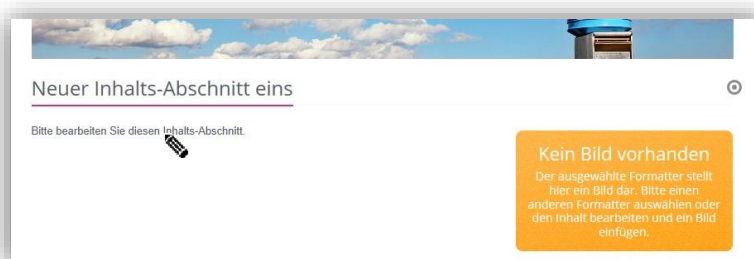 Neuer Inhalts-Abschnitt eins
Bitte bearbeiten Sie diesen Inhalts-Abschnitt.
Kein Bild vorhanden
Der ausgewählte Formatter stellt
hier ein Bild dar. Bitte einen
anderen Formatter auswählen oder
den Inhalt bearbeiten und ein Bild
einfügen.